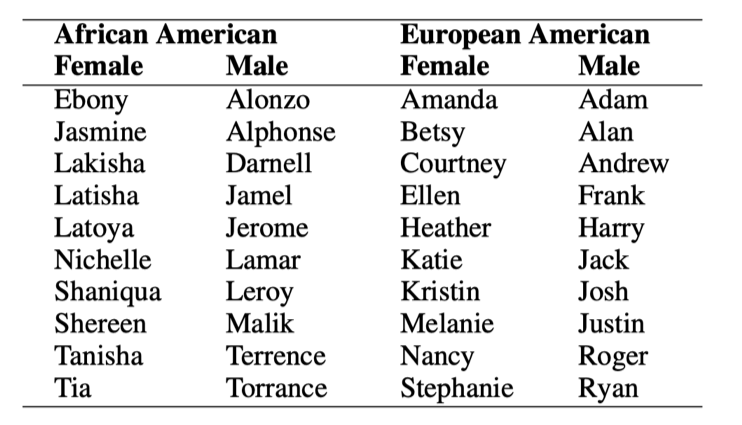 African American European American
Female Male Female Male
Ebony Alonzo Amanda Adam
Jasmine Alphonse Betsy Alan
Lakisha Darnell Courtney Andrew
Latisha Jamel Ellen Frank
Latoya Jerome Heather Harry
Nichelle Lamar Katie Jack
Shaniqua Leroy Kristin Josh
Shereen Malik Melanie Justin
Tanisha Terrence Nancy Roger
Tia Torrance Stephanie Ryan